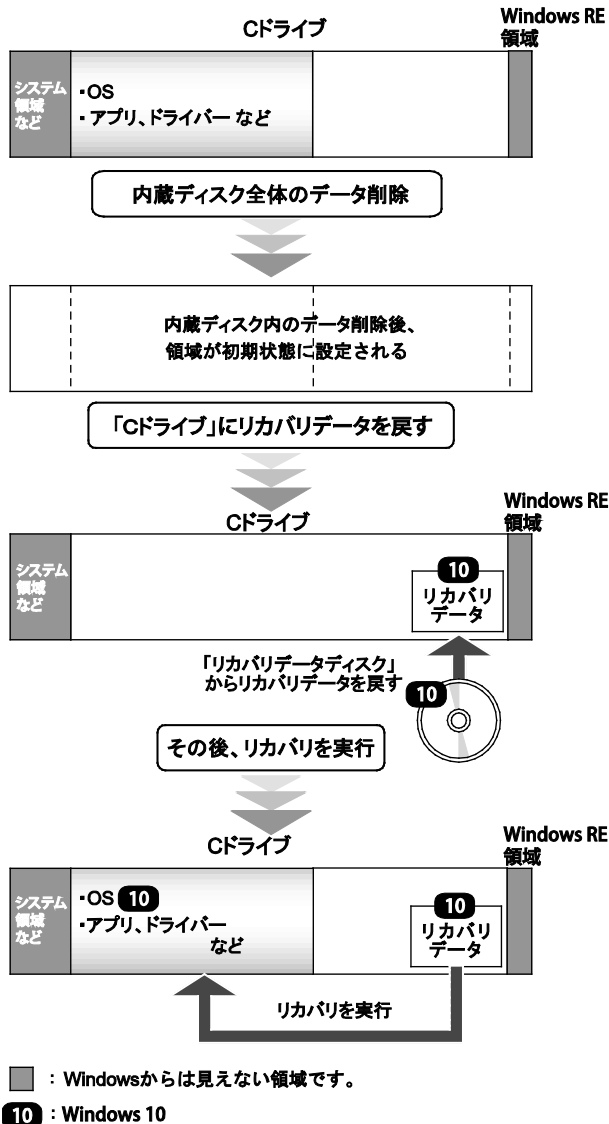 Cドライブ
Windows RE
領域
システム
領域
など
・OS
・アプリ、ドライバー など
内蔵ディスク全体のデータ削除
内蔵ディスク内のデータ削除後、
領域が初期状態に設定される
「Cドライブ」にリカバリデータを戻す
Cドライブ
Windows RE
領域
システム
領域
など
10
リカバリ
データ
「リカバリデータディスク」
からリカバリデータを戻す
10
その後、リカバリを実行
Cドライブ
Windows RE
領域
システム
領域
など
・OS 10
・アプリ、ドライバー
など
10
リカバリ
データ
リカバリを実行
：Windowsからは見えない領域です。
10：Windows 10